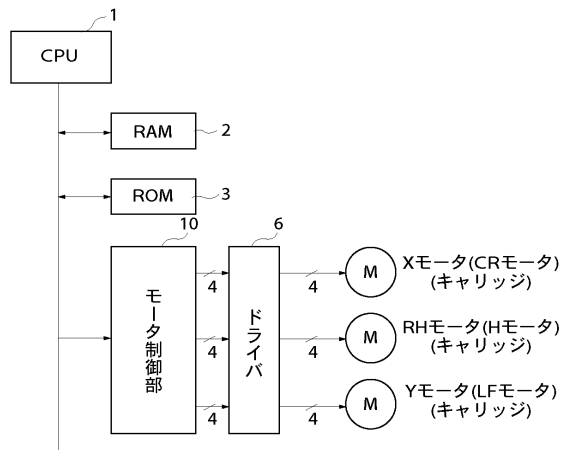 1
CPU
RAM
2
ROM
3
10
6
モータ制御部
ドライバ
4
4
M
Xモータ(CRモータ)
(キャリッジ)
4
4
M
RHモータ(Hモータ)
(キャリッジ)
4
4
M
Yモータ(LFモータ)
(キャリッジ)